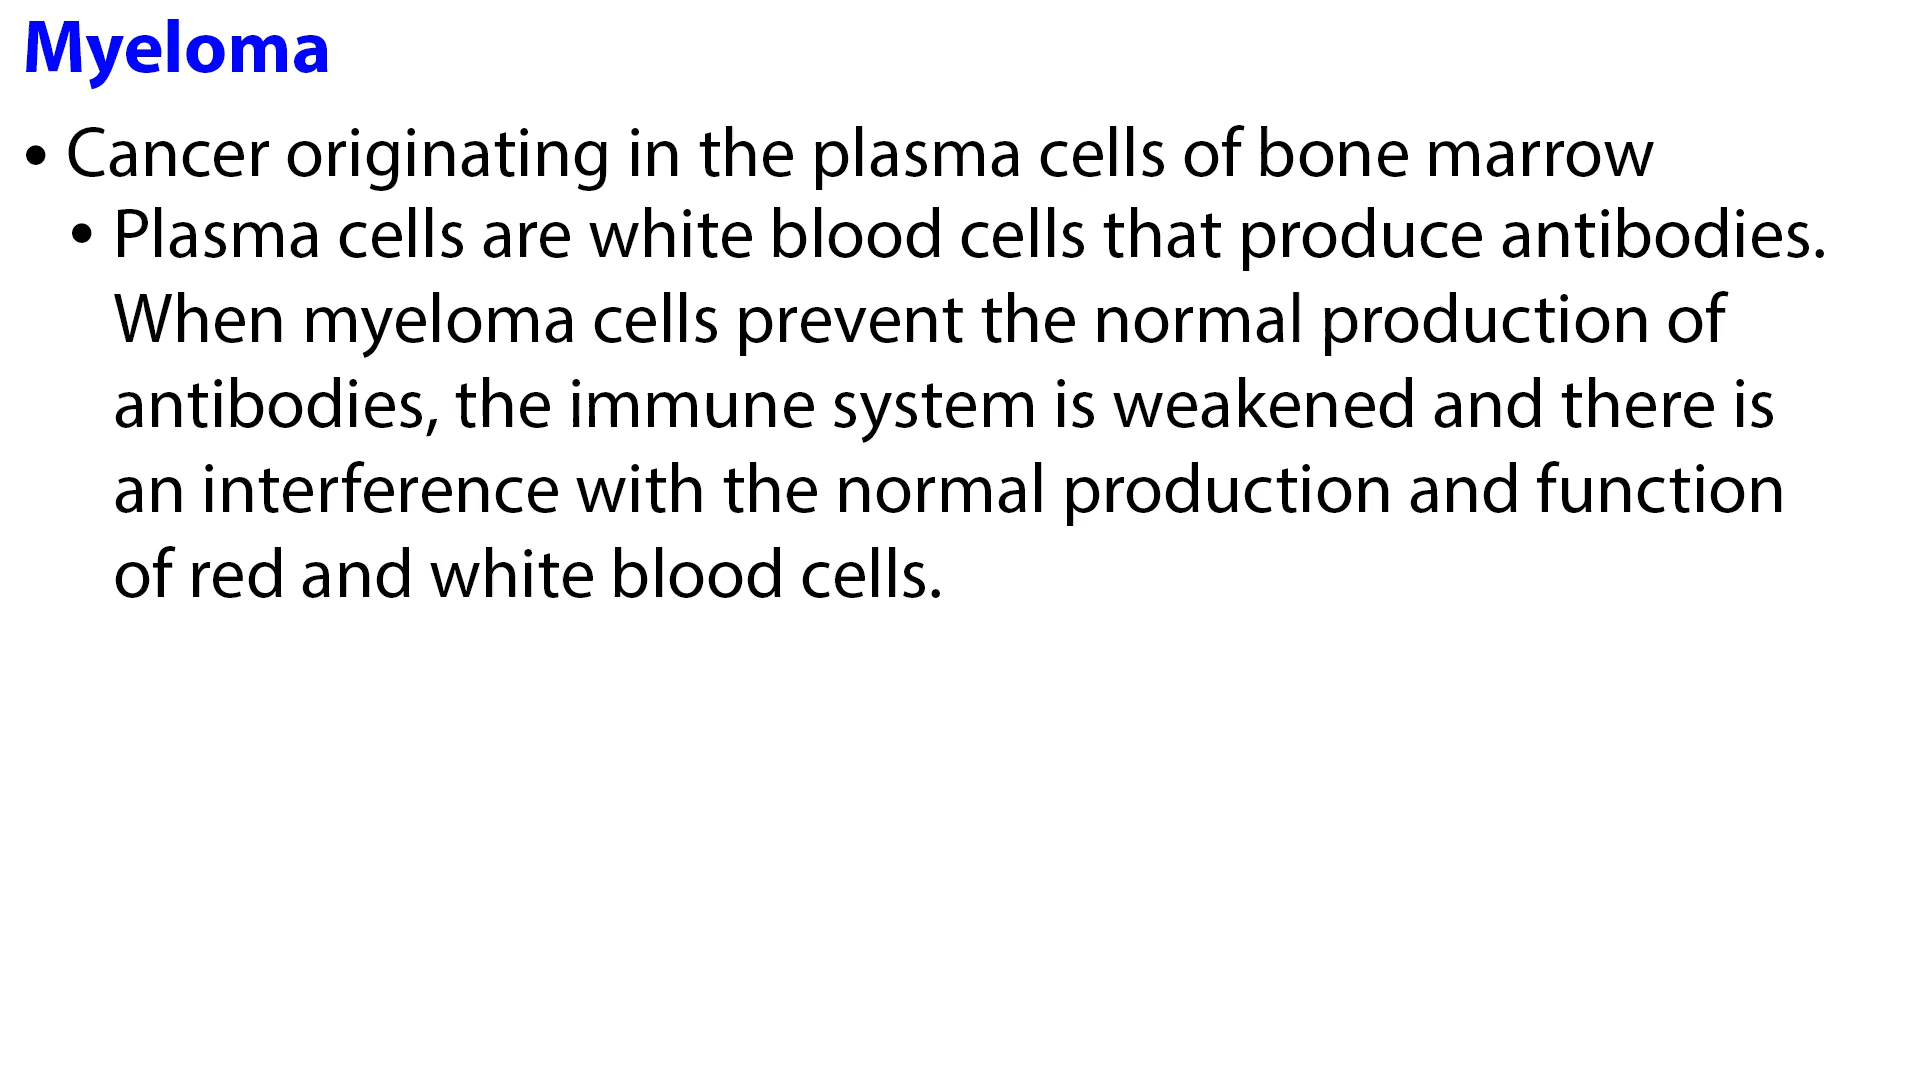 Myeloma
• Cancer originating in the plasma cells of bone marrow
• Plasma cells are white blood cells that produce antibodies.
When myeloma cells prevent the normal production of
antibodies, the immune system is weakened and there is
an interference with the normal production and function
of red and white blood cells.